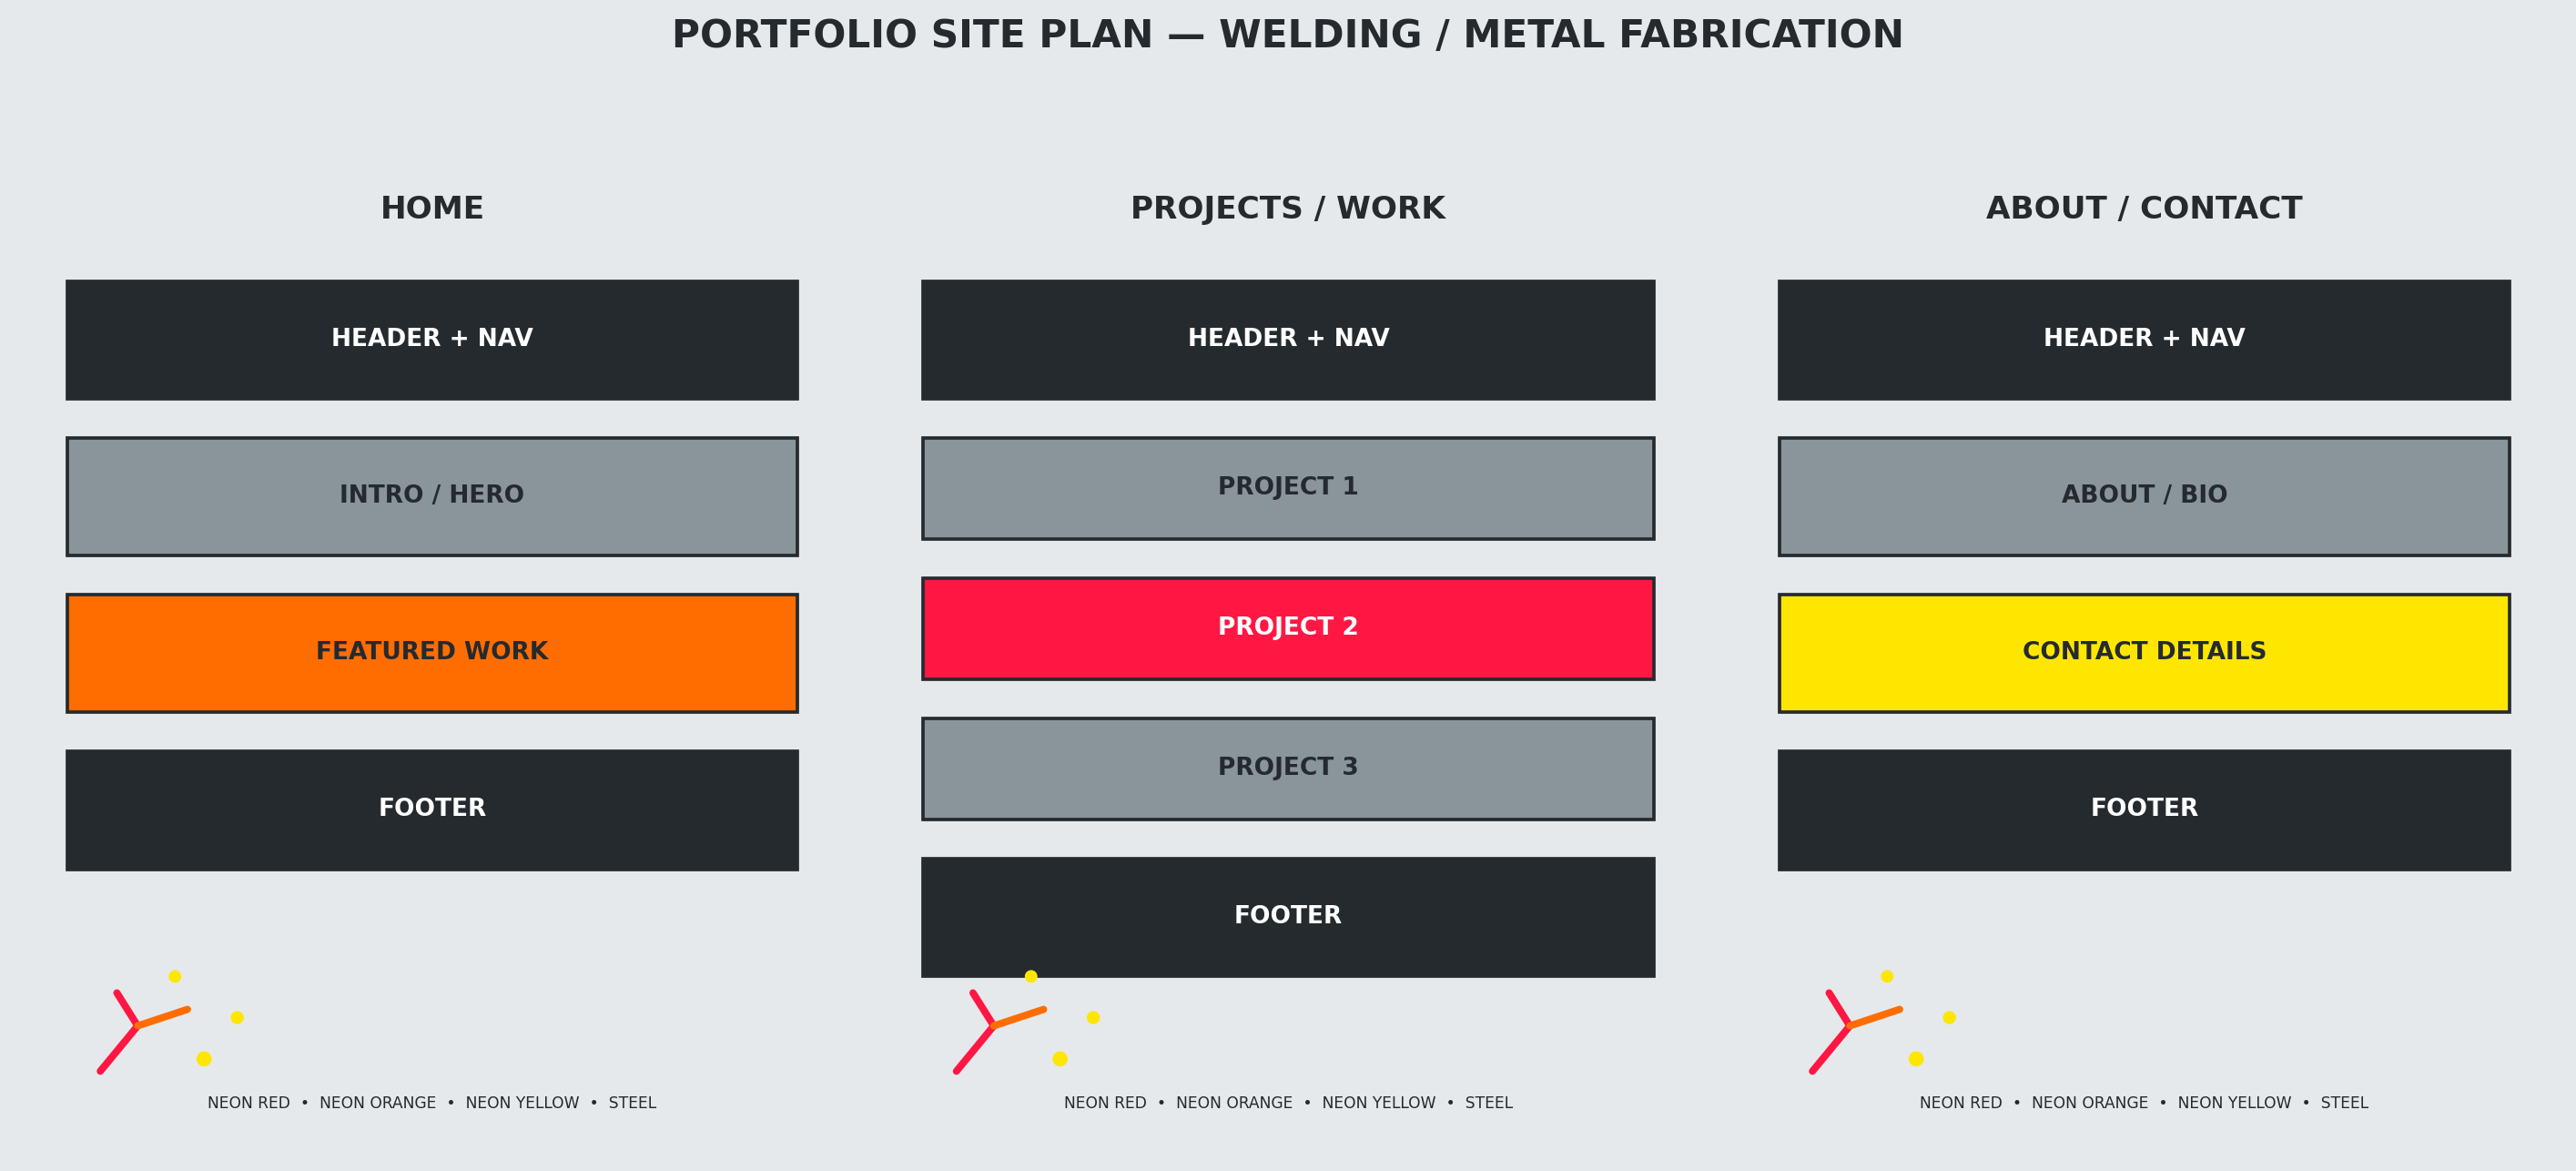 PORTFOLIO SITE PLAN — WELDING / METAL FABRICATION
HOME
HEADER + NAV
INTRO / HERO
FEATURED WORK
FOOTER
NEON RED • NEON ORANGE • NEON YELLOW • STEEL
PROJECTS / WORK
HEADER + NAV
PROJECT 1
PROJECT 2
PROJECT 3
FOOTER
NEON RED • NEON ORANGE • NEON YELLOW • STEEL
ABOUT / CONTACT
HEADER + NAV
ABOUT / BIO
CONTACT DETAILS
FOOTER
NEON RED • NEON ORANGE • NEON YELLOW • STEEL